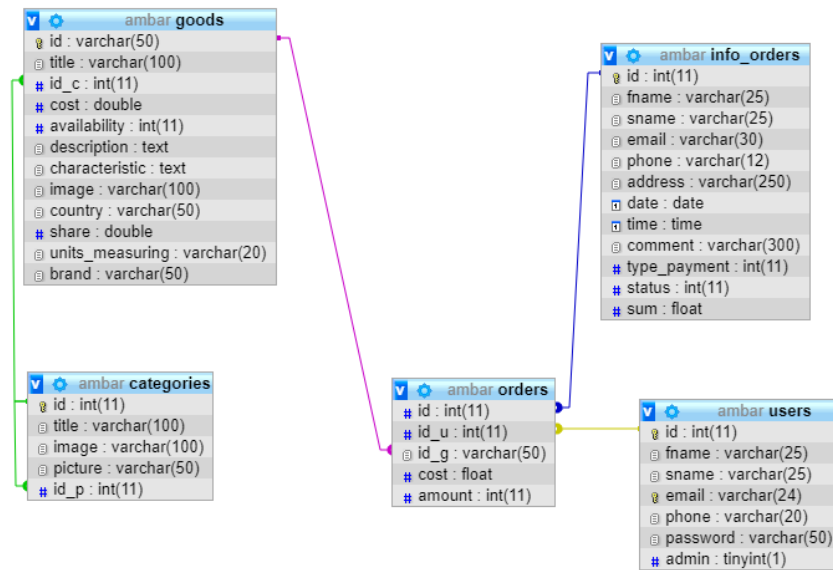 ambar goods
id : varchar(50)
title : varchar(100)
# id_c : int(11)
# cost : double
# availability : int(11)
description : text
characteristic : text
image : varchar(100)
country : varchar(50)
# share : double
units_measuring : varchar(20)
brand : varchar(50)
ambar categories
id : int(11)
title : varchar(100)
image : varchar(100)
picture : varchar(50)
# id_p : int(11)
ambar orders
# id : int(11)
# id_u : int(11)
id_g : varchar(50)
# cost : float
# amount : int(11)
ambar info_orders
id : int(11)
fname : varchar(25)
sname : varchar(25)
email : varchar(30)
phone : varchar(12)
address : varchar(250)
date : date
time : time
comment : varchar(300)
# type_payment : int(11)
# status : int(11)
# sum : float
ambar users
id : int(11)
fname : varchar(25)
sname : varchar(25)
email : varchar(24)
phone : varchar(20)
password : varchar(50)
# admin : tinyint(1)